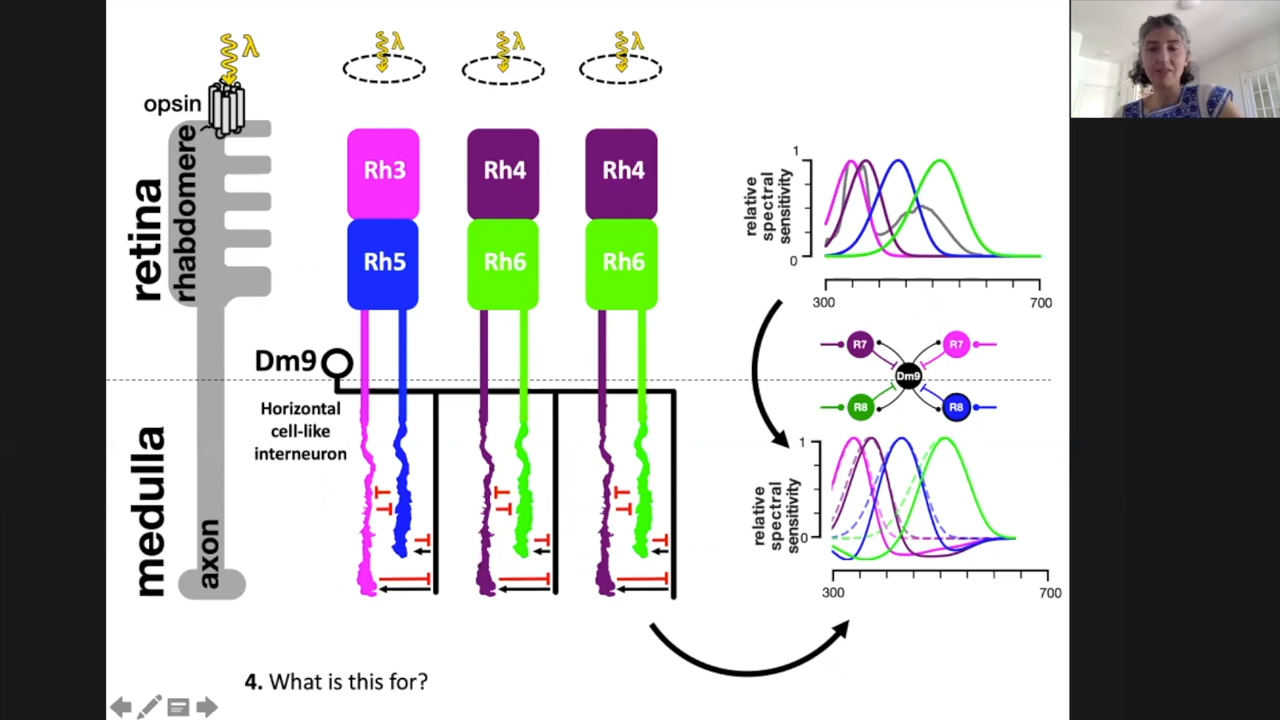 λ
λ
λ
λ
opsin
retina
rhabdomere
Rh3
Rh4
Rh4
Rh5
Rh6
Rh6
Dm9
Horizontal
cell-like
interneuron
medulla
axon
relative
spectral
sensitivity
1
0
300
700
R7
R7
Dm9
R8
R8
relative
spectral
sensitivity
1
0
300
700
4. What is this for?